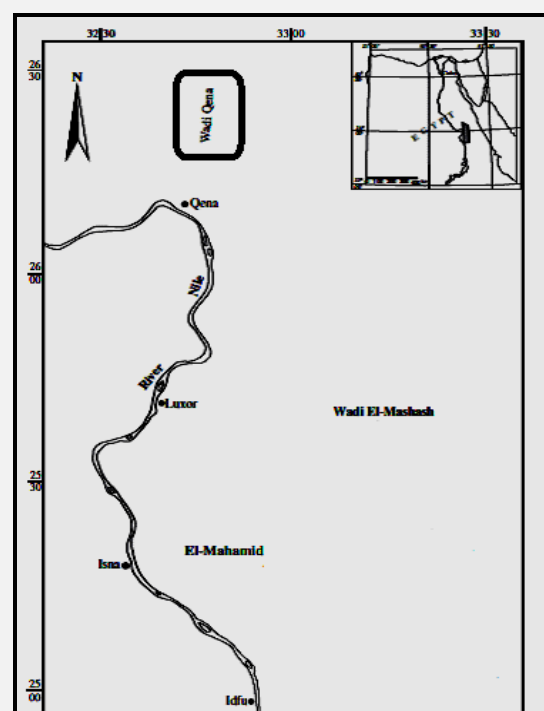 32 30
33 00
33 30
26
30
N
Wadi Qena
EGYPT
Qena
26
00
Nile
River
Luxor
Wadi El-Mashash
25
30
El-Mahamid
Isna
25
00
Idfu